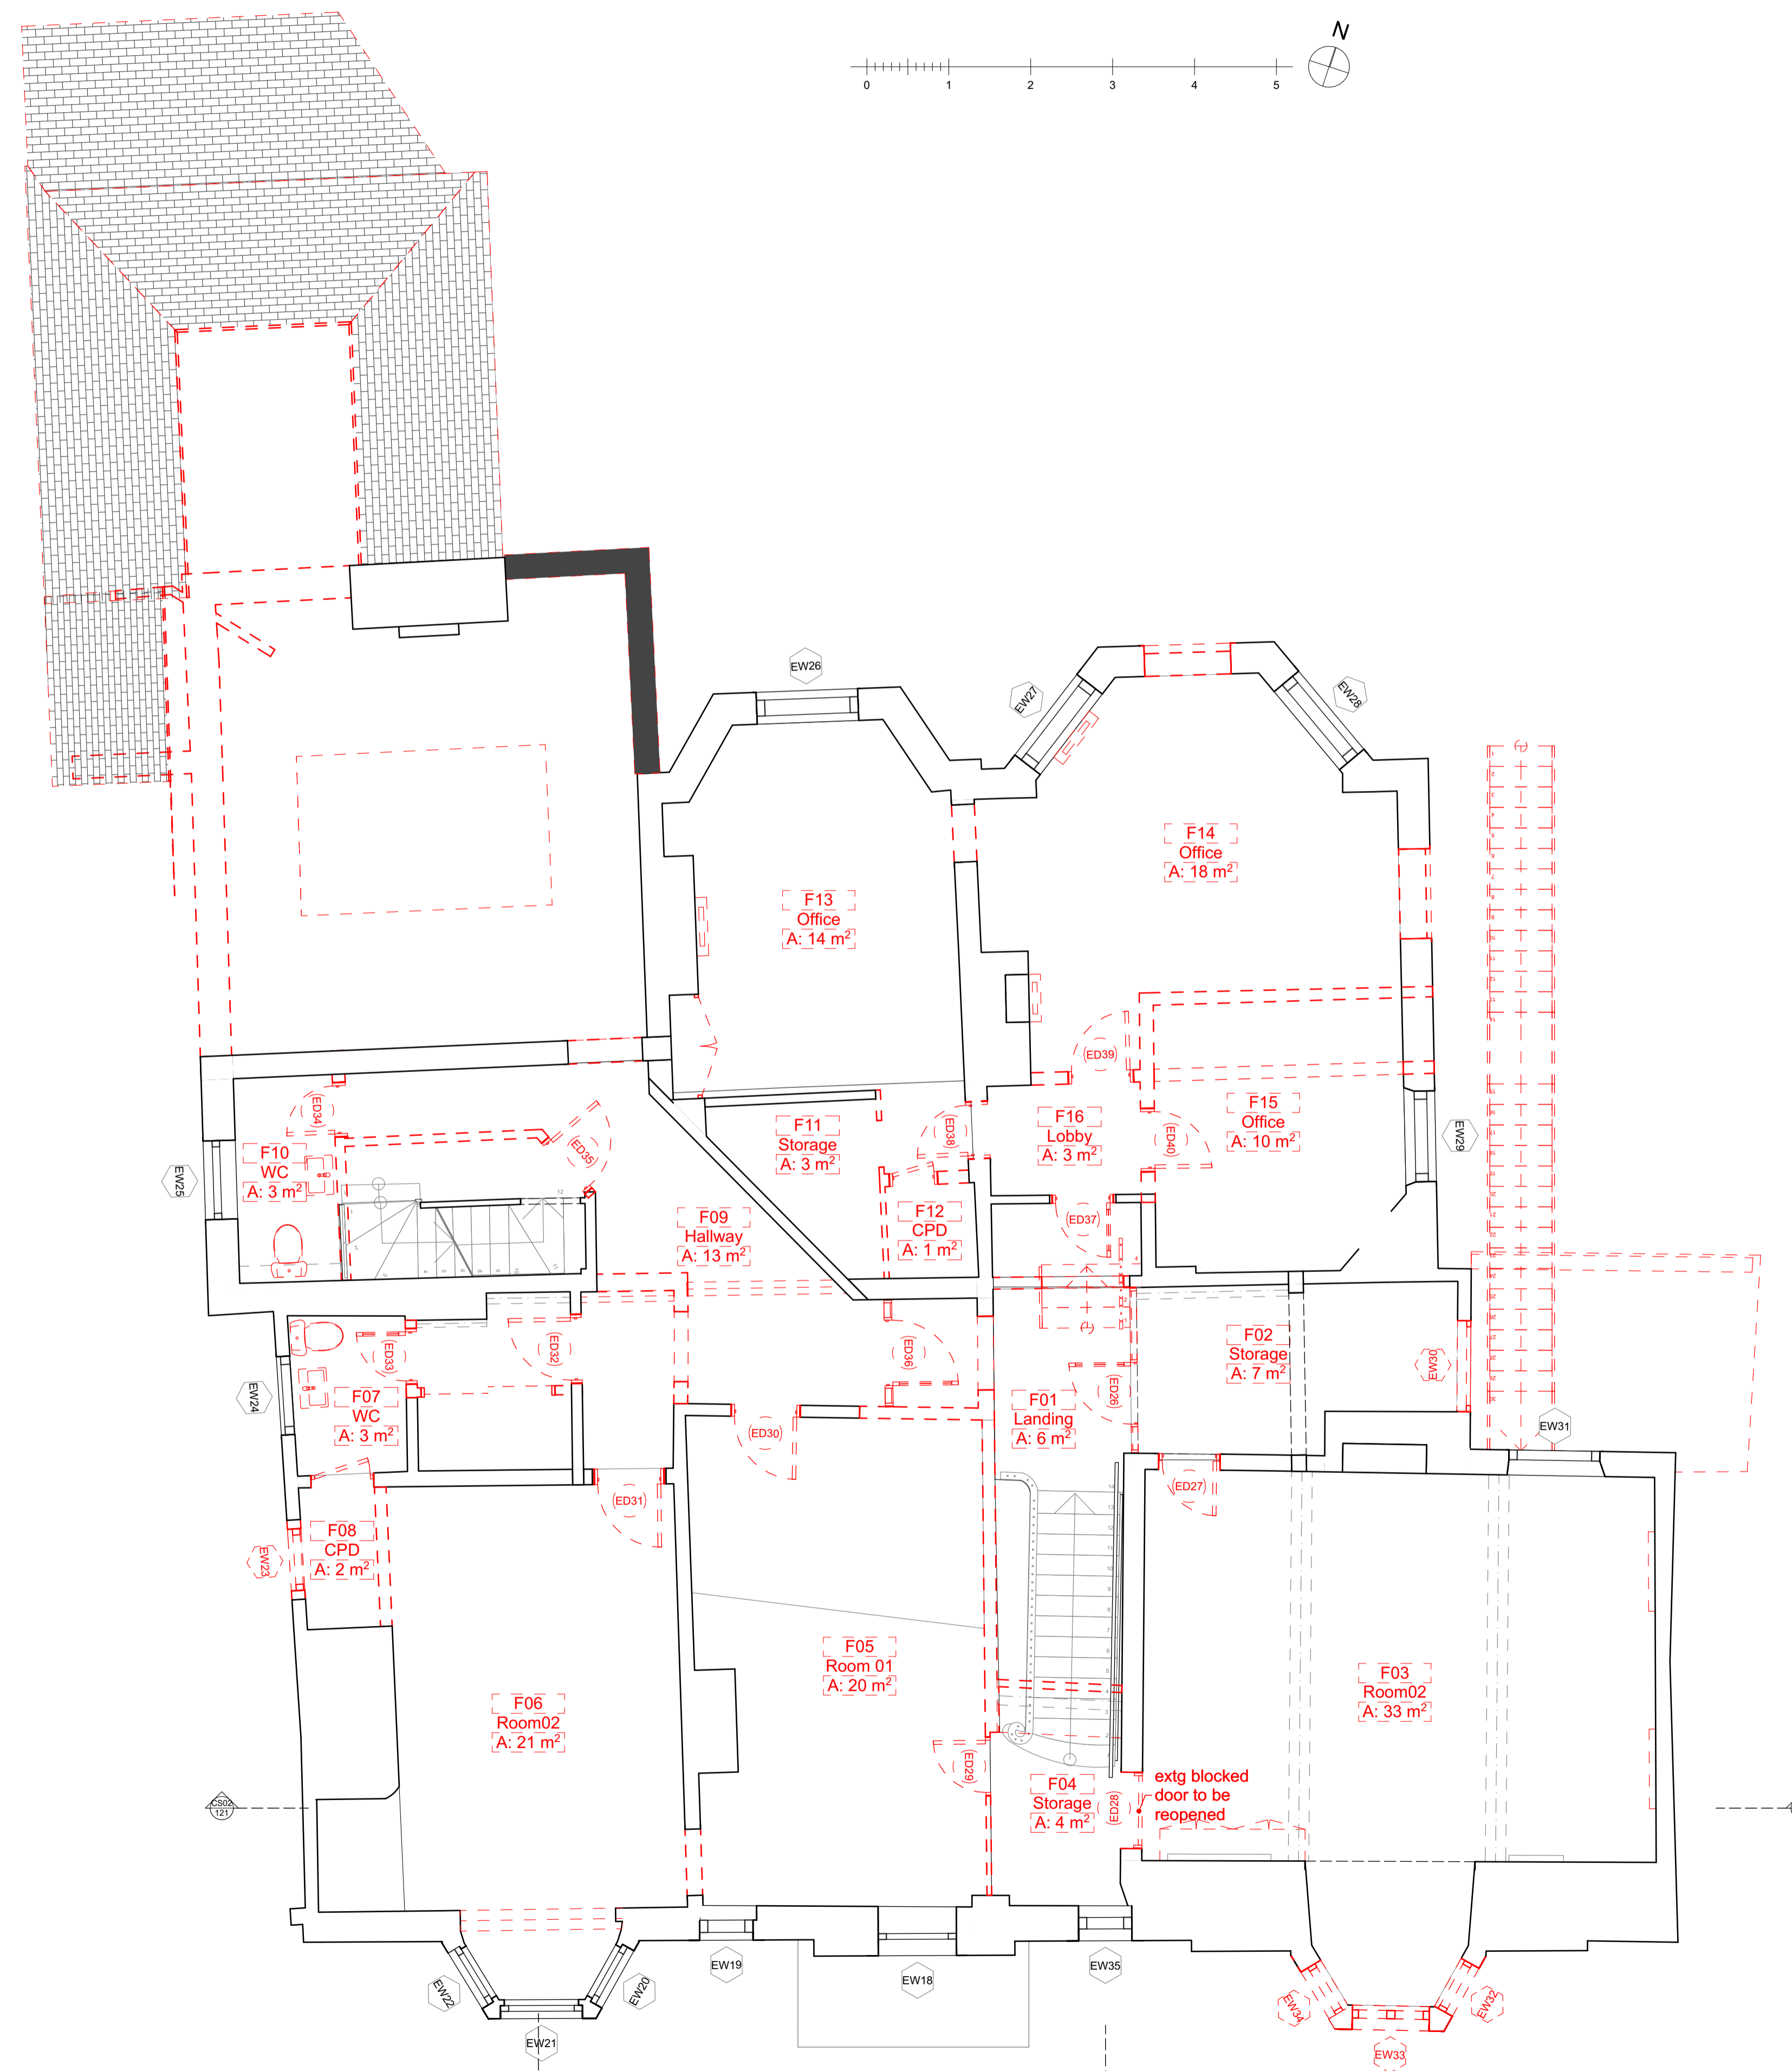 N
0 1 2 3 4 5
EW26
EW27
EW28
F14
Office
A: 18 m²
F13
Office
A: 14 m²
ED39
F15
Office
A: 10 m²
F16
Lobby
A: 3 m²
ED40
ED38
F11
Storage
A: 3 m²
ED34
ED35
F10
WC
A: 3 m²
EW25
EW29
F12
CPD
A: 1 m²
ED37
F09
Hallway
A: 13 m²
F02
Storage
A: 7 m²
EW30
ED33
ED32
ED36
ED26
F01
Landing
A: 6 m²
EW24
F07
WC
A: 3 m²
ED30
EW31
ED31
ED27
F08
CPD
A: 2 m²
EW23
F05
Room 01
A: 20 m²
F03
Room02
A: 33 m²
F06
Room02
A: 21 m²
ED29
F04
Storage
A: 4 m²
ED28
extg blocked
door to be
reopened
CS02
121
EW22
EW20
EW19
EW18
EW35
EW34
EW32
EW21
EW33